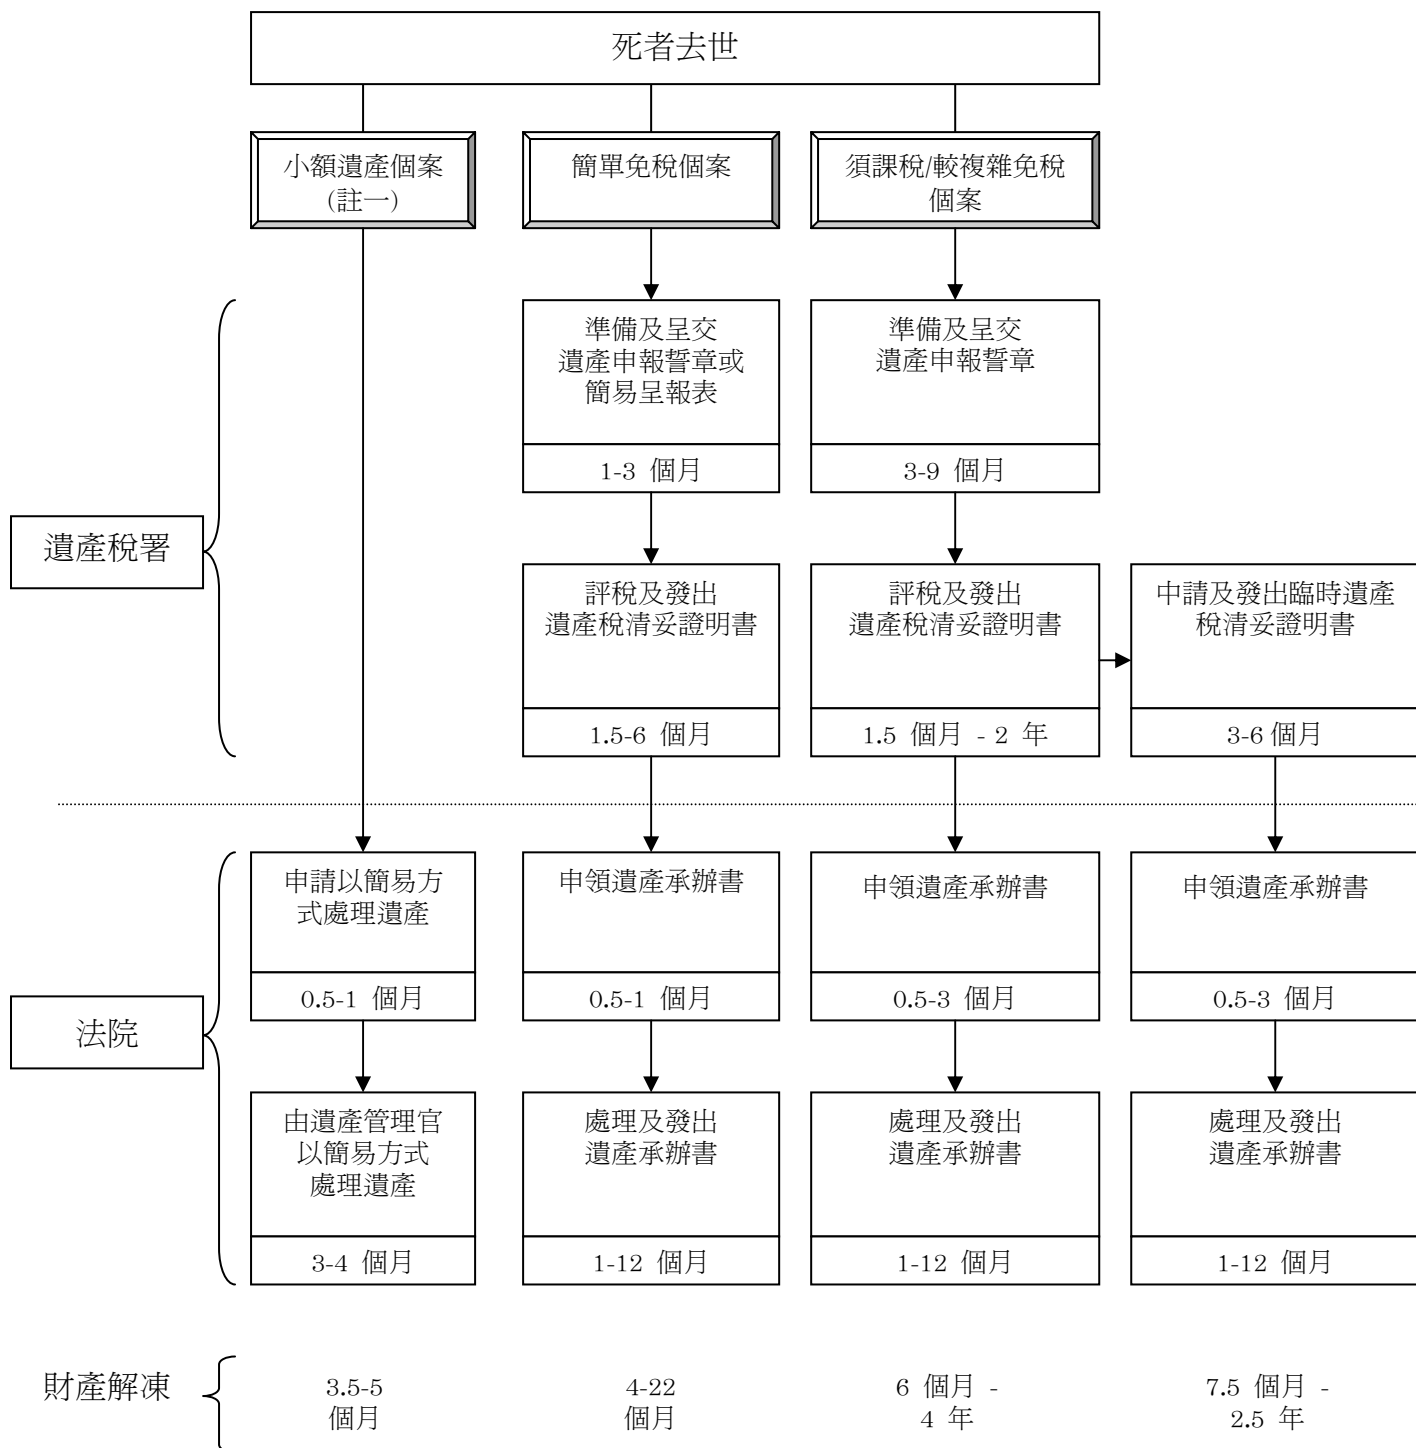 死者去世
小額遺產個案
(註一)
簡單免稅個案
須課稅/較複雜免稅
個案
準備及呈交
遺產申報誓章或
簡易呈報表
1-3 個月
準備及呈交
遺產申報誓章
3-9 個月
遺產稅署
評稅及發出
遺產稅清妥證明書
1.5-6 個月
評稅及發出
遺產稅清妥證明書
1.5 個月 - 2 年
申請及發出臨時遺產
稅清妥證明書
3-6 個月
申請以簡易方
式處理遺產
0.5-1 個月
申領遺產承辦書
0.5-1 個月
申領遺產承辦書
0.5-3 個月
申領遺產承辦書
0.5-3 個月
法院
由遺產管理官
以簡易方式
處理遺產
3-4 個月
處理及發出
遺產承辦書
1-12 個月
處理及發出
遺產承辦書
1-12 個月
處理及發出
遺產承辦書
1-12 個月
財產解凍
3.5-5
個月
4-22
個月
6 個月 -
4 年
7.5 個月 -
2.5 年